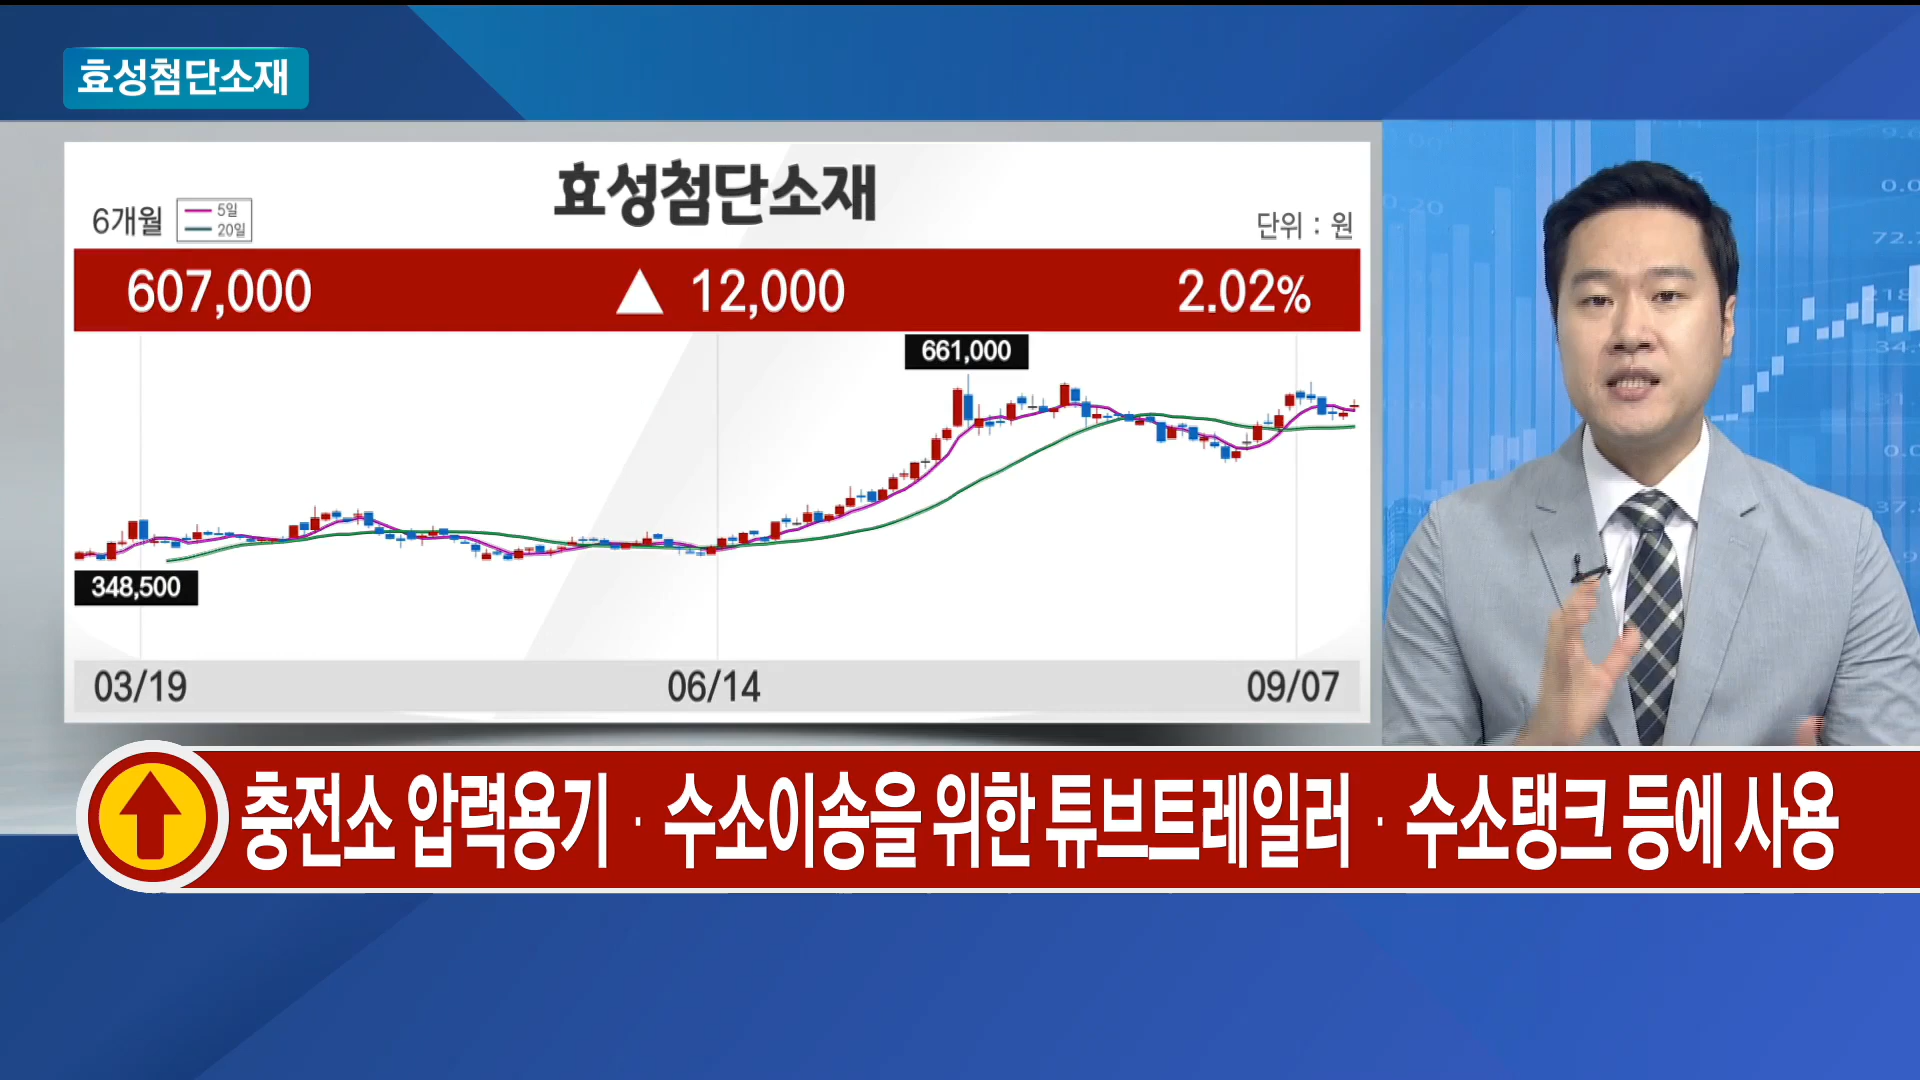 효성첨단소재
효성첨단소재
6개월
5일
20일
단위 : 원
607,000 ▲ 12,000 2.02%
661,000
348,500
03/19 06/14 09/07
충전소 압력용기 · 수소이송을 위한 튜브트레일러 · 수소탱크 등에 사용